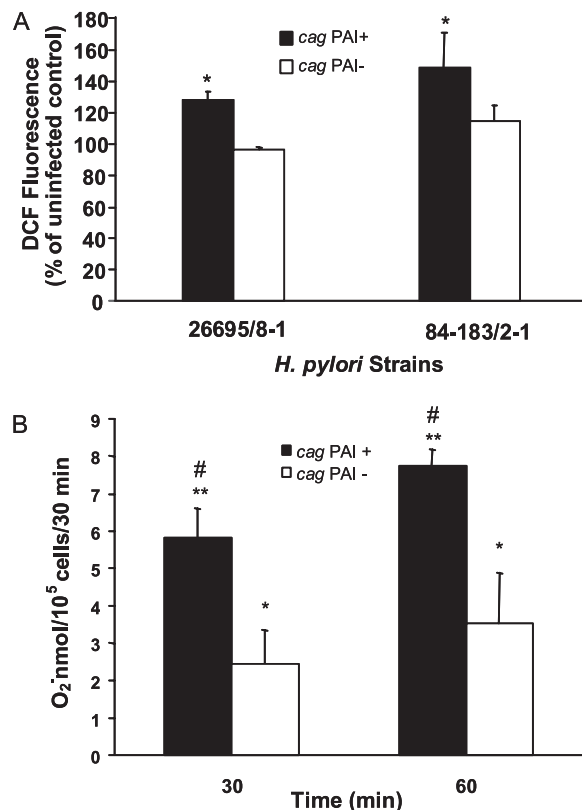 A
DCF Fluorescence
(% of uninfected control)
180
160
140
120
100
80
60
40
20
0
*
*
cag PAI+
cag PAI-
26695/8-1
84-183/2-1
H. pylori Strains
B
O₂⁻nmol/10⁵ cells/30 min
9
8
7
6
5
4
3
2
1
0
#
**
*
#
**
*
cag PAI +
cag PAI -
30
60
Time (min)